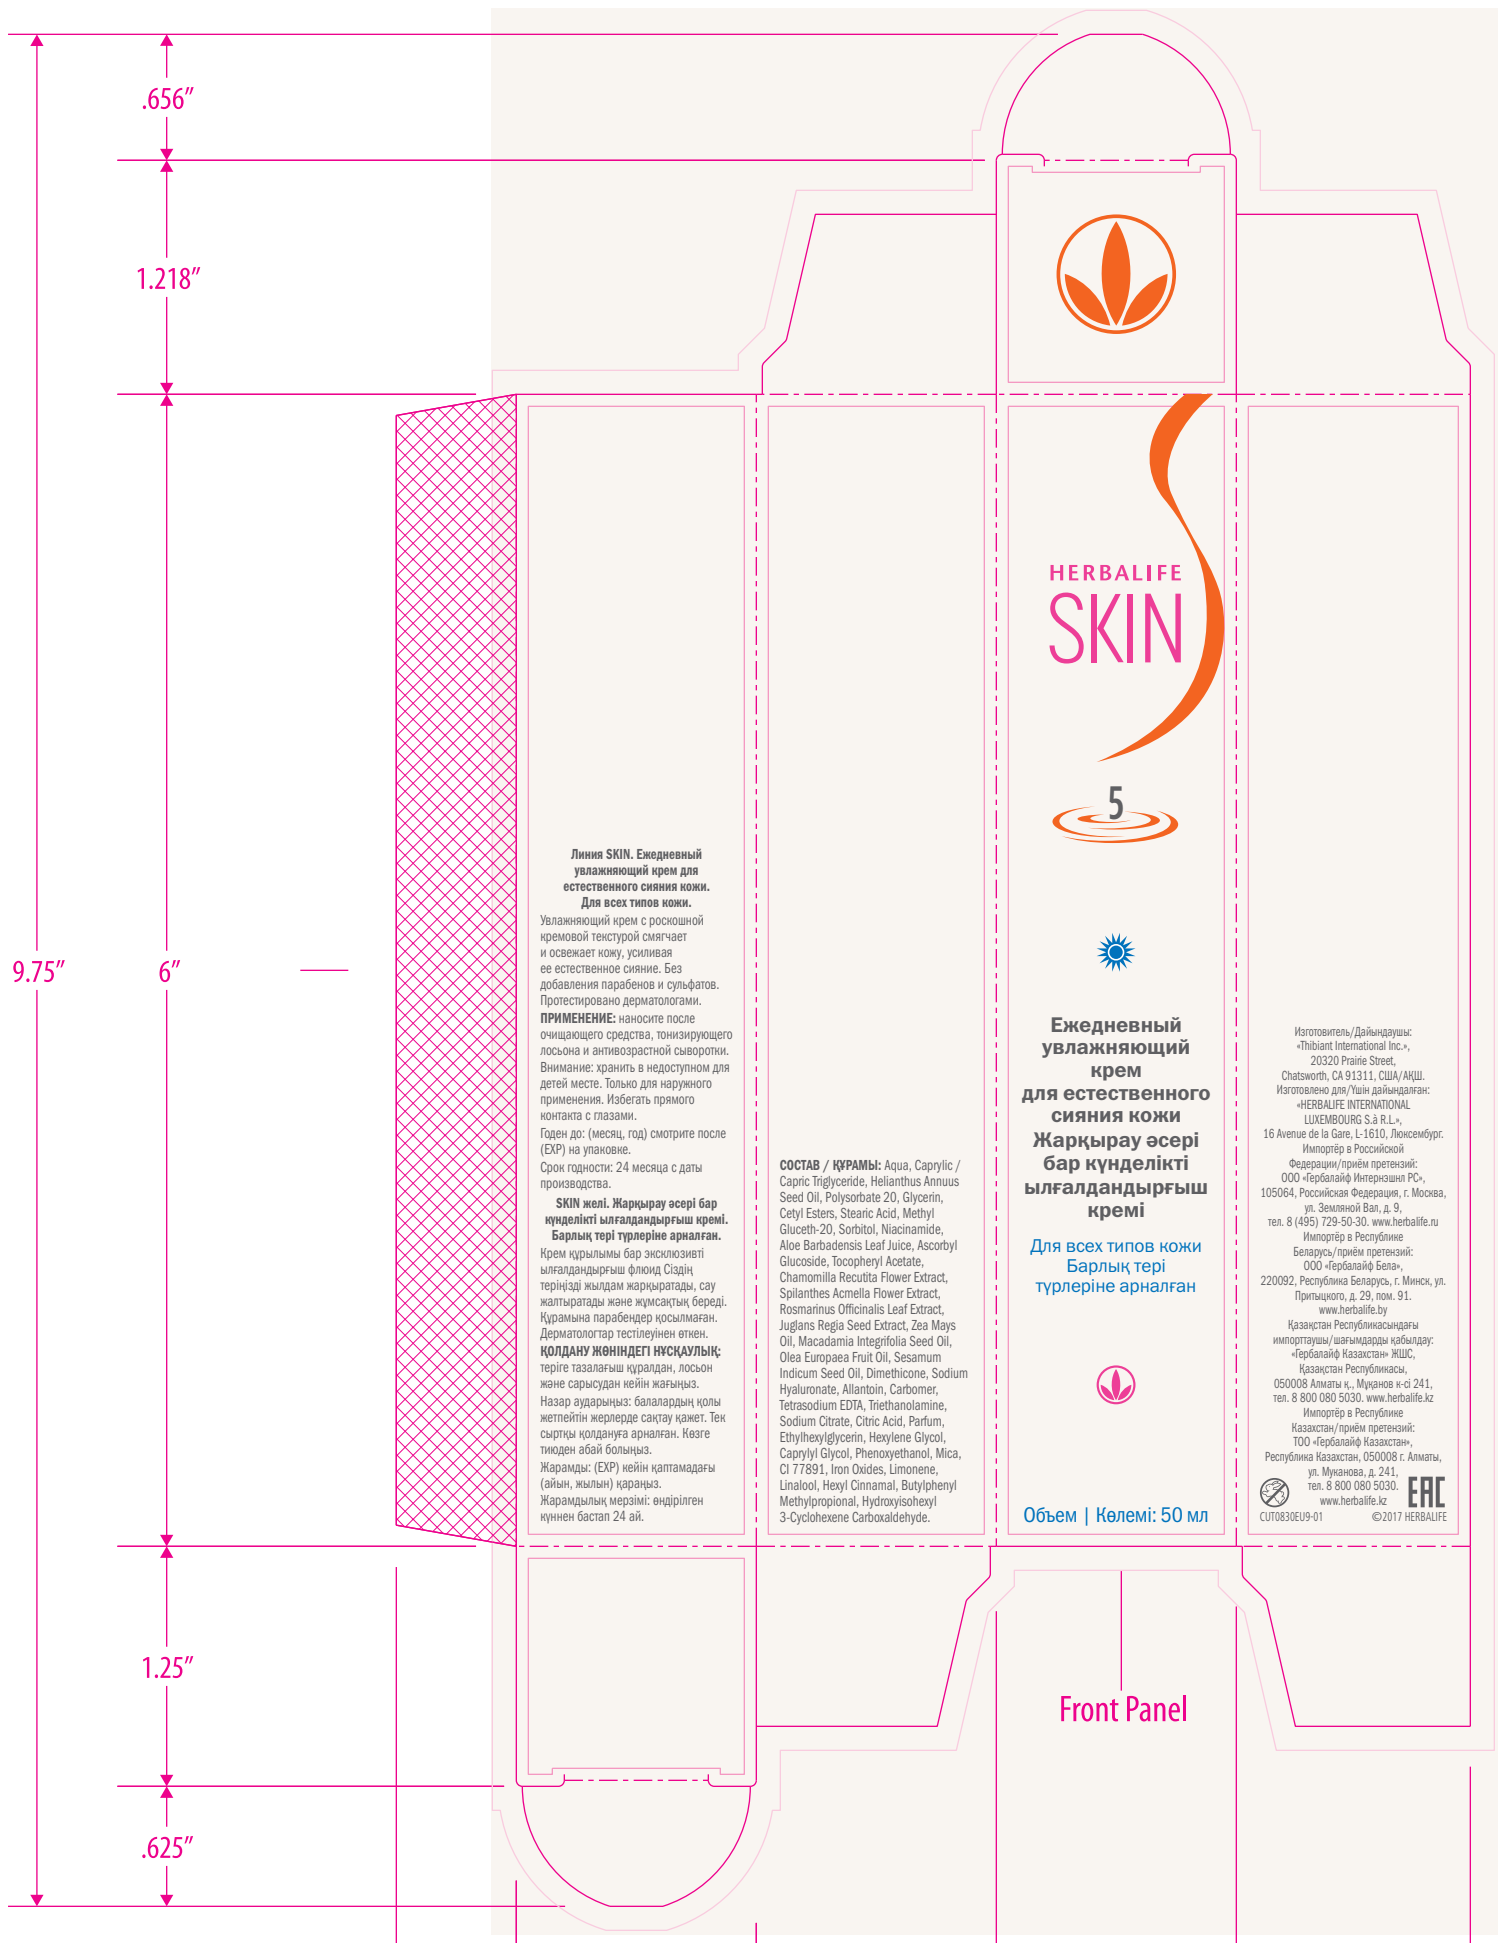 .656″
1.218″
9.75″
6″
1.25″
.625″
Линия SKIN. Ежедневный
увлажняющий крем для
естественного сияния кожи.
Для всех типов кожи.
Увлажняющий крем с роскошной
кремовой текстурой смягчает
и освежает кожу, усиливая
ее естественное сияние. Без
добавления парабенов и сульфатов.
Протестировано дерматологами.
ПРИМЕНЕНИЕ: наносите после
очищающего средства, тонизирующего
лосьона и антивозрастной сыворотки.
Внимание: хранить в недоступном для
детей месте. Только для наружного
применения. Избегать прямого
контакта с глазами.
Годен до: (месяц, год) смотрите после
(EXP) на упаковке.
Срок годности: 24 месяца с даты
производства.
SKIN желі. Жарқырау әсері бар
күнделікті ылғалдандырғыш кремі.
Барлық тері түрлеріне арналған.
Крем құрылымы бар эксклюзивті
ылғалдандырғыш флюид Сіздің
теріңізді жылдам жарқыратады, сау
жалтыратады және жұмсақтық береді.
Құрамына парабендер қосылмаған.
Дерматологтар тестілеуінен өткен.
ҚОЛДАНУ ЖӨНІНДЕГІ НҰСҚАУЛЫҚ:
теріге тазалағыш құралдан, лосьон
және сарысудан кейін жағыңыз.
Назар аударыңыз: балалардың қолы
жетпейтін жерлерде сақтау қажет. Тек
сыртқы қолдануға арналған. Көзге
тиюден абай болыңыз.
Жарамды: (EXP) кейін қаптамадағы
(айын, жылын) қараңыз.
Жарамдылық мерзімі: өндірілген
күннен бастап 24 ай.
СОСТАВ / ҚҰРАМЫ: Aqua, Caprylic /
Capric Triglyceride, Helianthus Annuus
Seed Oil, Polysorbate 20, Glycerin,
Cetyl Esters, Stearic Acid, Methyl
Gluceth-20, Sorbitol, Niacinamide,
Aloe Barbadensis Leaf Juice, Ascorbyl
Glucoside, Tocopheryl Acetate,
Chamomilla Recutita Flower Extract,
Spilanthes Acmella Flower Extract,
Rosmarinus Officinalis Leaf Extract,
Juglans Regia Seed Extract, Zea Mays
Oil, Macadamia Integrifolia Seed Oil,
Olea Europaea Fruit Oil, Sesamum
Indicum Seed Oil, Dimethicone, Sodium
Hyaluronate, Allantoin, Carbomer,
Tetrasodium EDTA, Triethanolamine,
Sodium Citrate, Citric Acid, Parfum,
Ethylhexylglycerin, Hexylene Glycol,
Caprylyl Glycol, Phenoxyethanol, Mica,
CI 77891, Iron Oxides, Limonene,
Linalool, Hexyl Cinnamal, Butylphenyl
Methylpropional, Hydroxyisohexyl
3-Cyclohexene Carboxaldehyde.
HERBALIFE
SKIN
5
Ежедневный
увлажняющий
крем
для естественного
сияния кожи
Жарқырау әсері
бар күнделікті
ылғалдандырғыш
кремі
Для всех типов кожи
Барлық тері
түрлеріне арналған
Объем | Көлемі: 50 мл
Изготовитель/Дайындаушы:
«Thibiant International Inc.»,
20320 Prairie Street,
Chatsworth, CA 91311, США/АҚШ.
Изготовлено для/Үшін дайындалған:
«HERBALIFE INTERNATIONAL
LUXEMBOURG S.à R.L.»,
16 Avenue de la Gare, L-1610, Люксембург.
Импортёр в Российской
Федерации/приём претензий:
ООО «Гербалайф Интернэшнл РС»,
105064, Российская Федерация, г. Москва,
ул. Земляной Вал, д. 9,
тел. 8 (495) 729-50-30. www.herbalife.ru
Импортёр в Республике
Беларусь/приём претензий:
ООО «Гербалайф Бела»,
220092, Республика Беларусь, г. Минск, ул.
Притыцкого, д. 29, пом. 91.
www.herbalife.by
Қазақстан Республикасындағы
импорттаушы/шағымдарды қабылдау:
«Гербалайф Казахстан» ЖШС,
Қазақстан Республикасы,
050008 Алматы қ., Мұқанов к-сі 241,
тел. 8 800 080 5030. www.herbalife.kz
Импортёр в Республике
Казахстан/приём претензий:
ТОО «Гербалайф Казахстан»,
Республика Казахстан, 050008 г. Алматы,
ул. Муканова, д. 241,
тел. 8 800 080 5030.
www.herbalife.kz
EAC
CUT0830EU9-01 ©2017 HERBALIFE
Front Panel